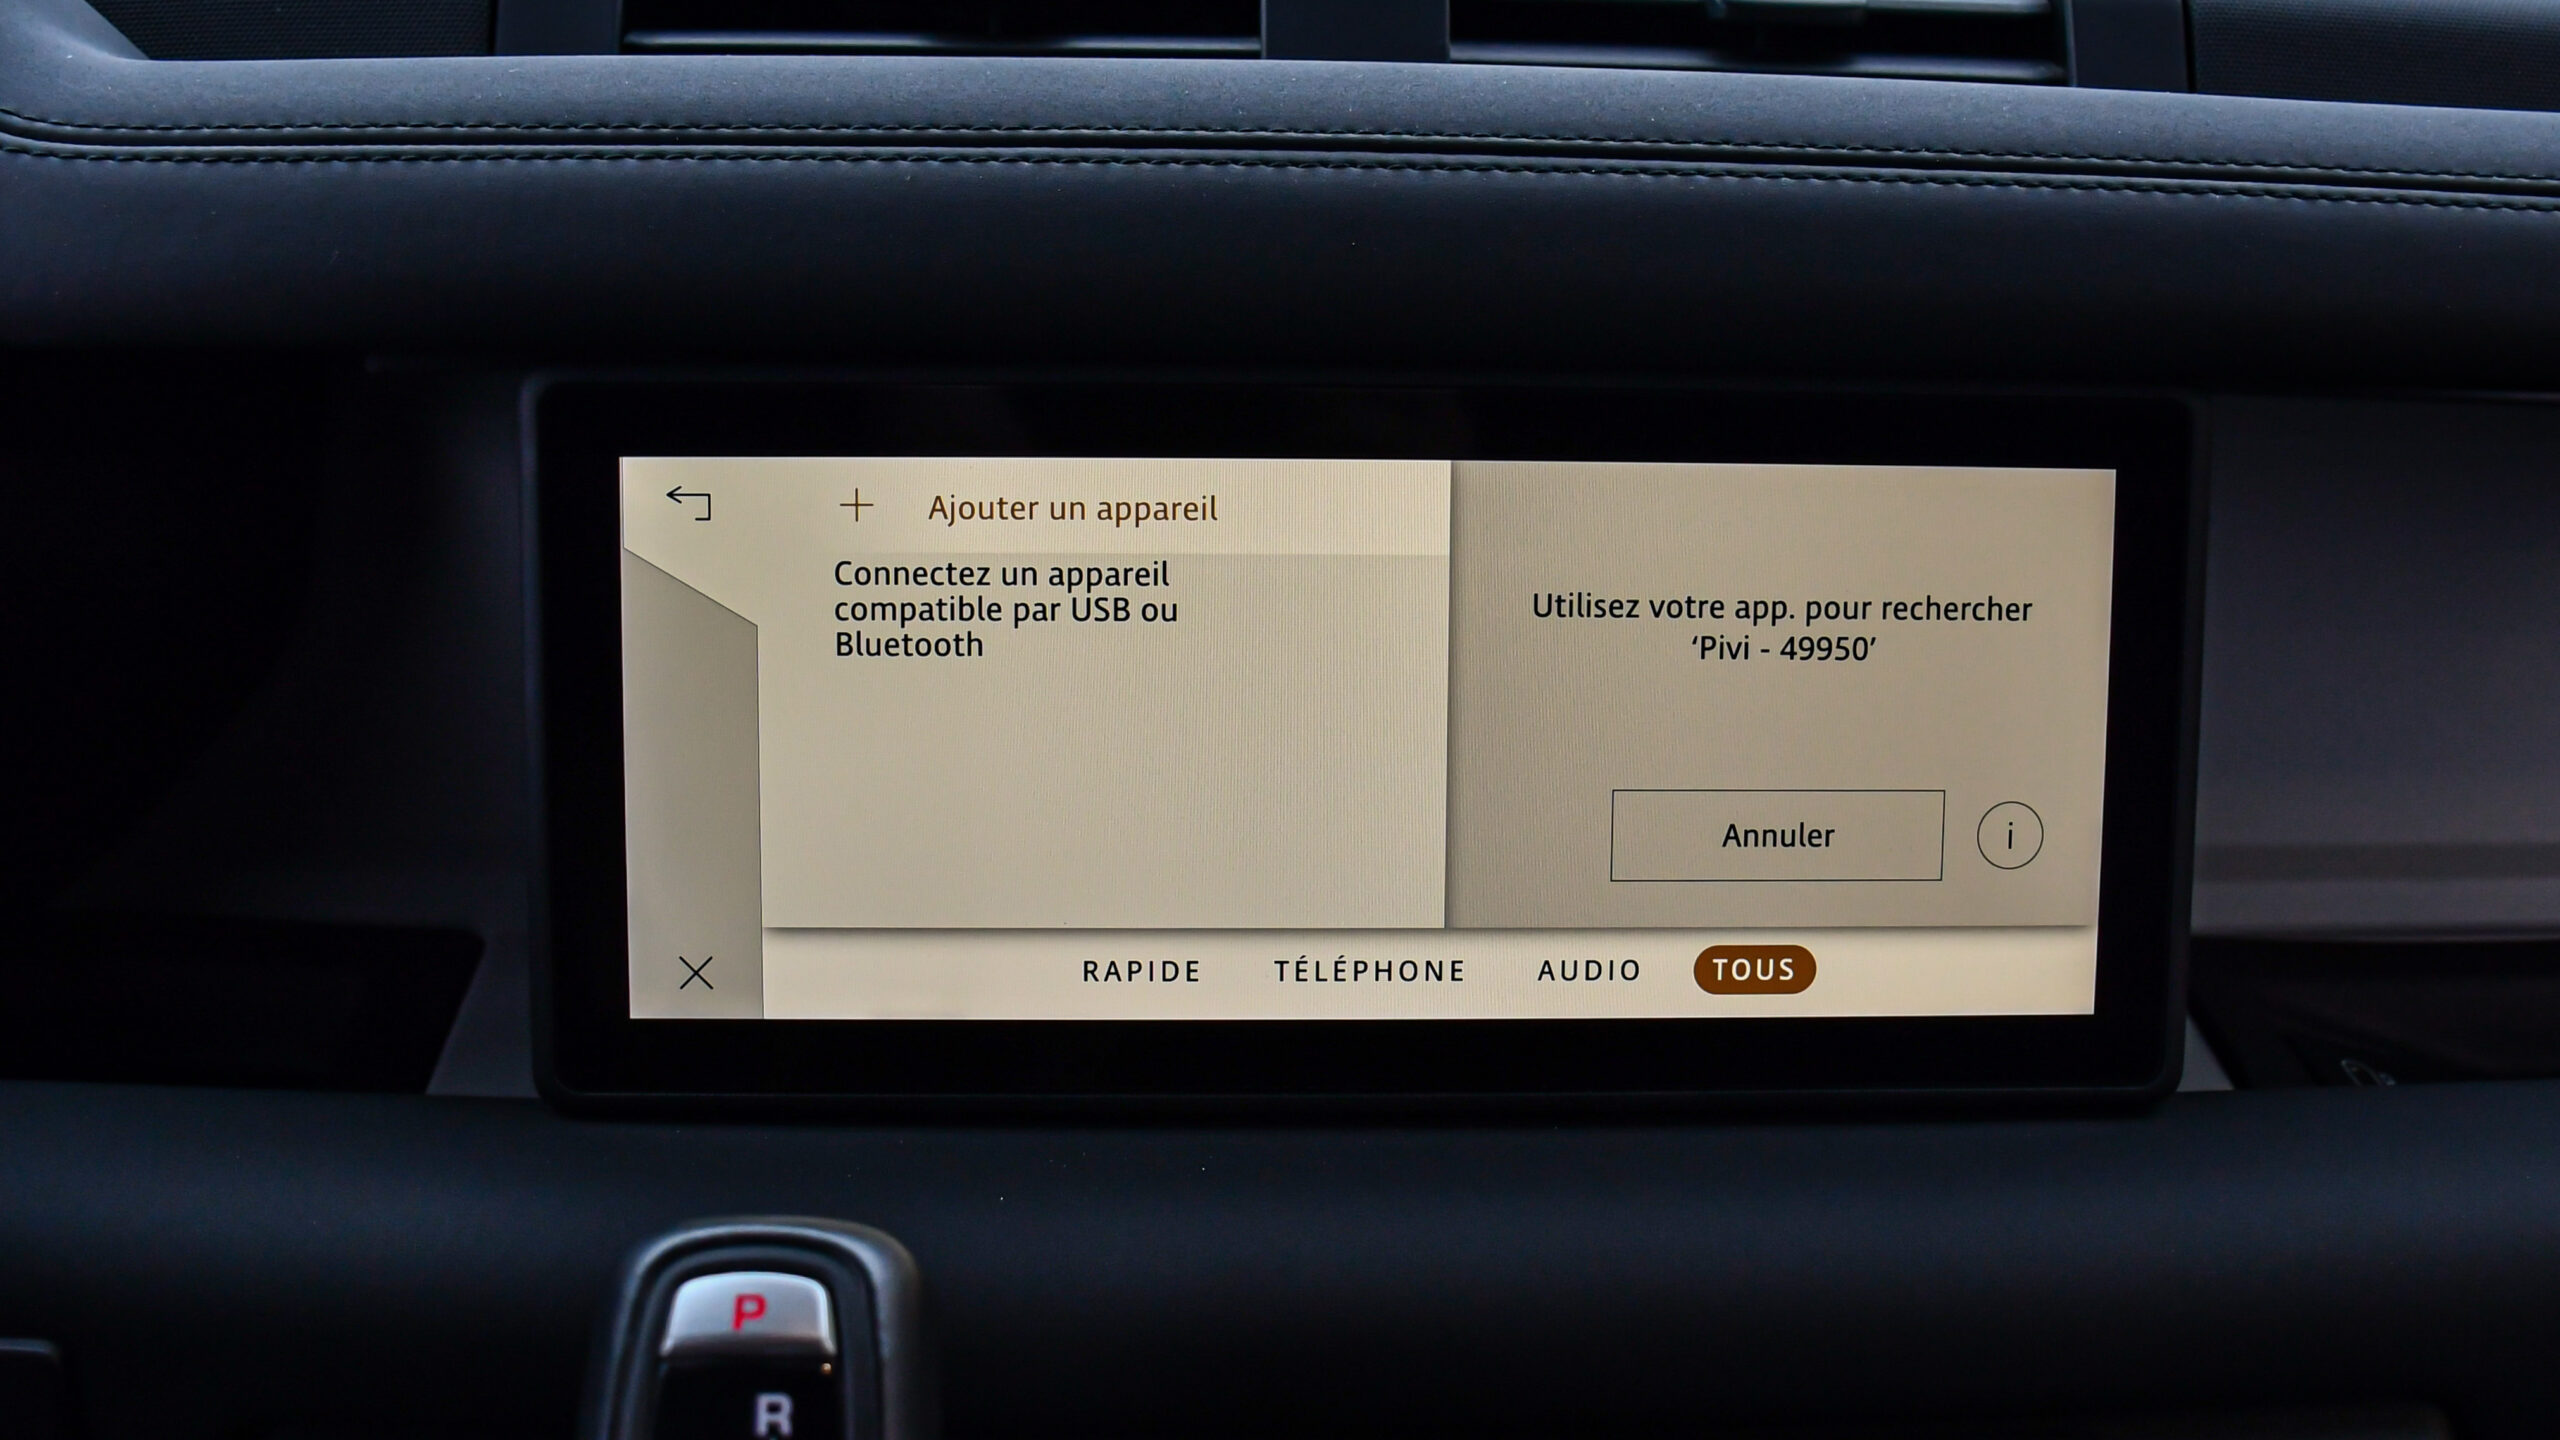 Ajouter un appareil
Connectez un appareil
compatible par USB ou
Bluetooth
Utilisez votre app. pour rechercher
‘Pivi - 49950’
Annuler
i
RAPIDE TÉLÉPHONE AUDIO TOUS
P
R